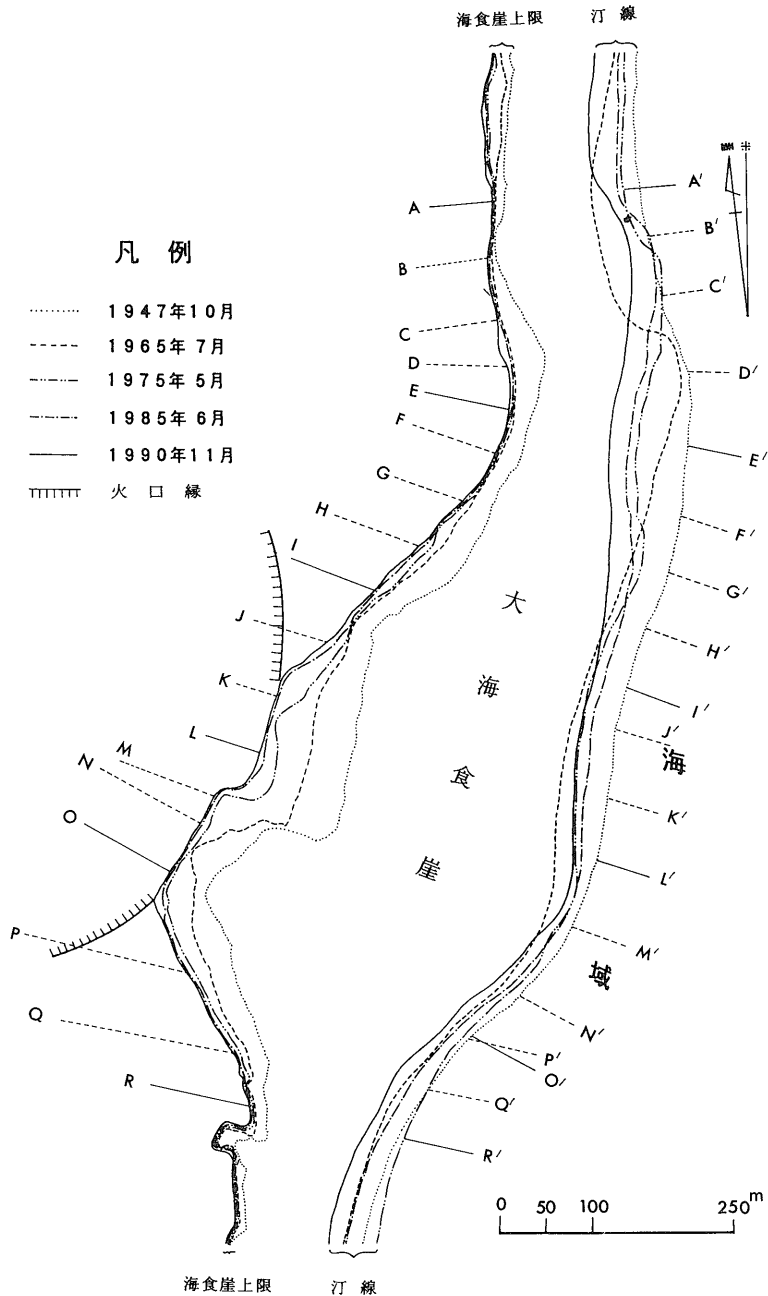 海食崖上限
汀線
凡例
1947年10月
1965年 7月
1975年 5月
1985年 6月
1990年11月
火口縁
A
B
C
D
E
F
G
H
I
J
K
L
M
N
O
P
Q
R
A′
B′
C′
D′
E′
F′
G′
H′
I′
J′
K′
L′
M′
N′
P′
O′
Q′
R′
大海食崖
海域
0 50 100 250m
海食崖上限
汀線